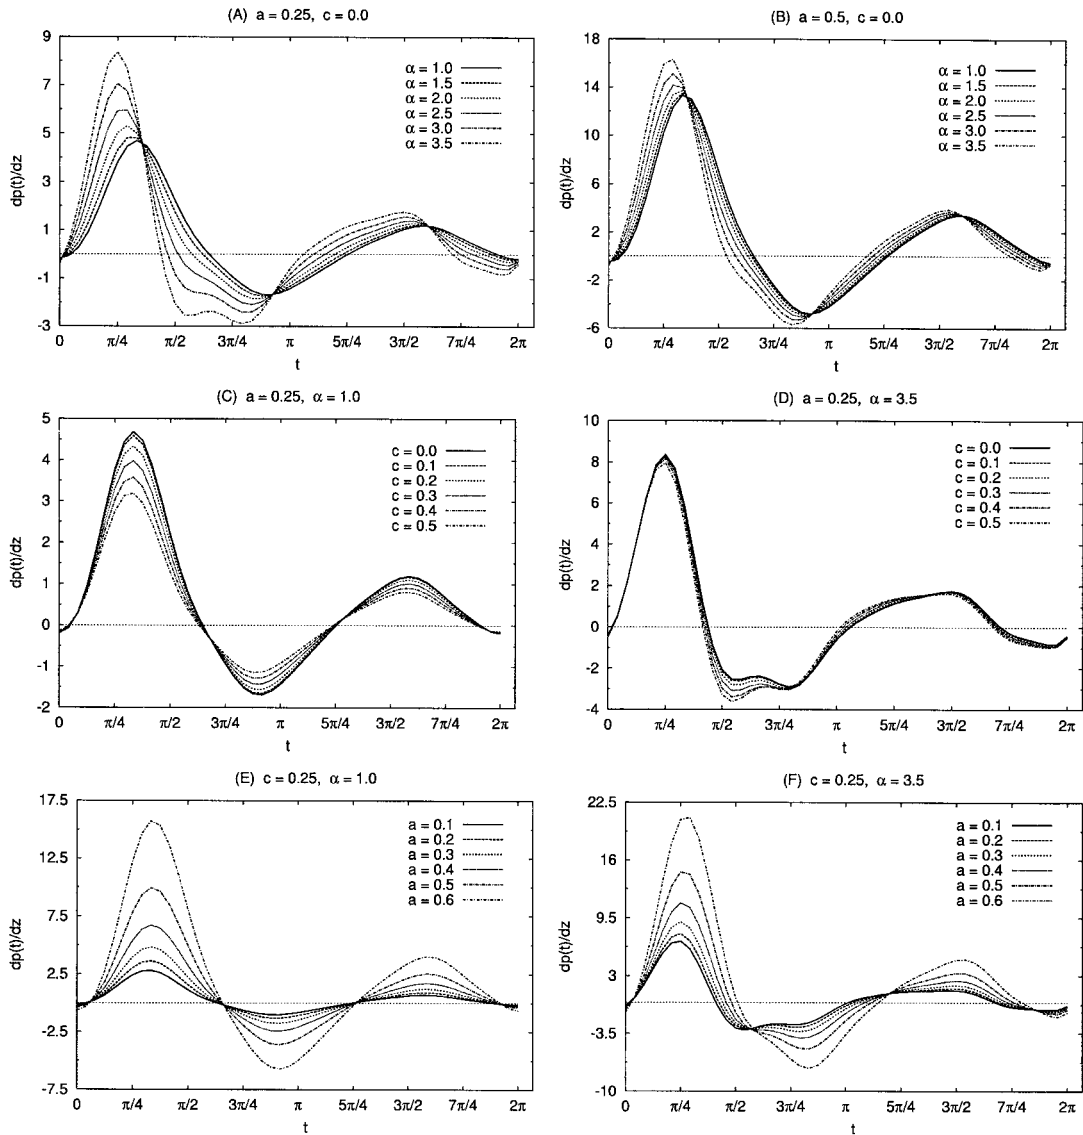 (A) a = 0.25, c = 0.0
9
7
5
3
1
-1
-3
dp(t)/dz
α = 1.0
α = 1.5
α = 2.0
α = 2.5
α = 3.0
α = 3.5
0 π/4 π/2 3π/4 π 5π/4 3π/2 7π/4 2π
t
(B) a = 0.5, c = 0.0
18
14
10
6
2
-2
-6
dp(t)/dz
α = 1.0
α = 1.5
α = 2.0
α = 2.5
α = 3.0
α = 3.5
0 π/4 π/2 3π/4 π 5π/4 3π/2 7π/4 2π
t
(C) a = 0.25, α = 1.0
5
4
3
2
1
0
-1
-2
dp(t)/dz
c = 0.0
c = 0.1
c = 0.2
c = 0.3
c = 0.4
c = 0.5
0 π/4 π/2 3π/4 π 5π/4 3π/2 7π/4 2π
t
(D) a = 0.25, α = 3.5
10
8
6
4
2
0
-2
-4
dp(t)/dz
c = 0.0
c = 0.1
c = 0.2
c = 0.3
c = 0.4
c = 0.5
0 π/4 π/2 3π/4 π 5π/4 3π/2 7π/4 2π
t
(E) c = 0.25, α = 1.0
17.5
12.5
7.5
2.5
-2.5
-7.5
dp(t)/dz
a = 0.1
a = 0.2
a = 0.3
a = 0.4
a = 0.5
a = 0.6
0 π/4 π/2 3π/4 π 5π/4 3π/2 7π/4 2π
t
(F) c = 0.25, α = 3.5
22.5
16
9.5
3
-3.5
-10
dp(t)/dz
a = 0.1
a = 0.2
a = 0.3
a = 0.4
a = 0.5
a = 0.6
0 π/4 π/2 3π/4 π 5π/4 3π/2 7π/4 2π
t